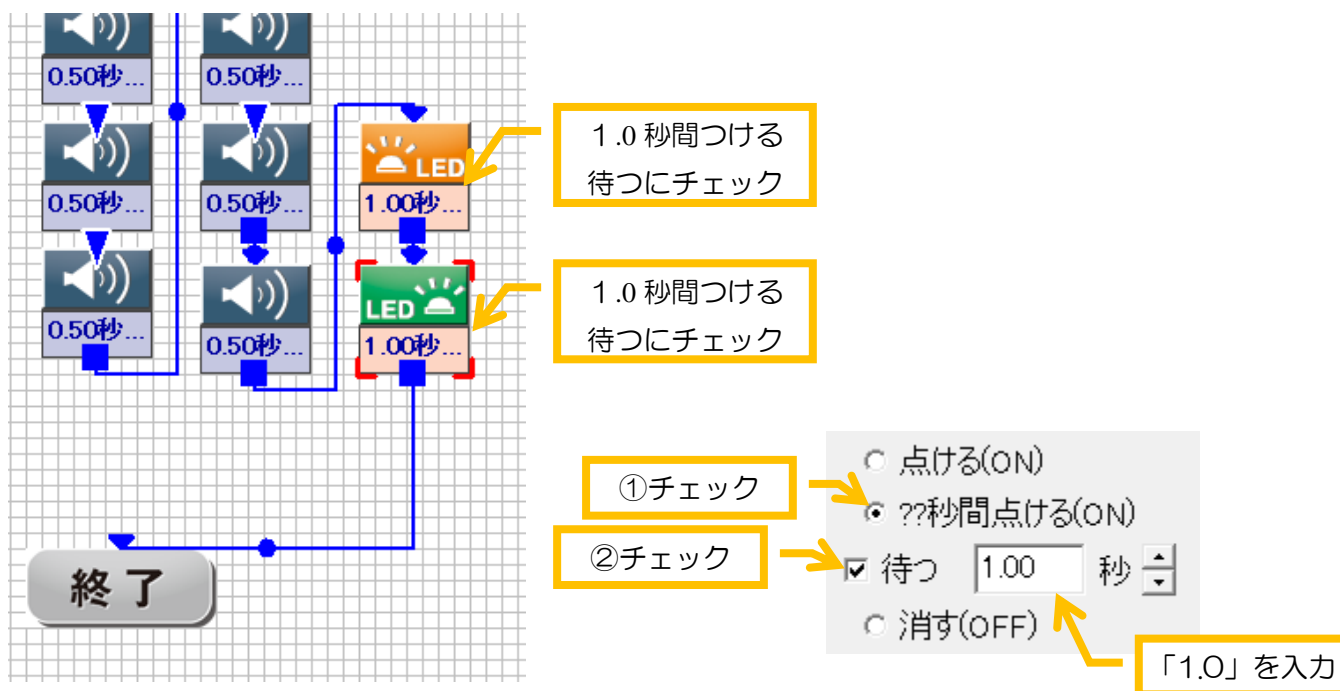 0.50秒...
0.50秒...
0.50秒...
0.50秒...
LED
1.00秒...
0.50秒...
LED
0.50秒...
1.00秒...
終了
1.0 秒間つける
待つにチェック
1.0 秒間つける
待つにチェック
①チェック
②チェック
点ける(ON)
??秒間点ける(ON)
待つ 1.00 秒
消す(OFF)
「1.0」を入力